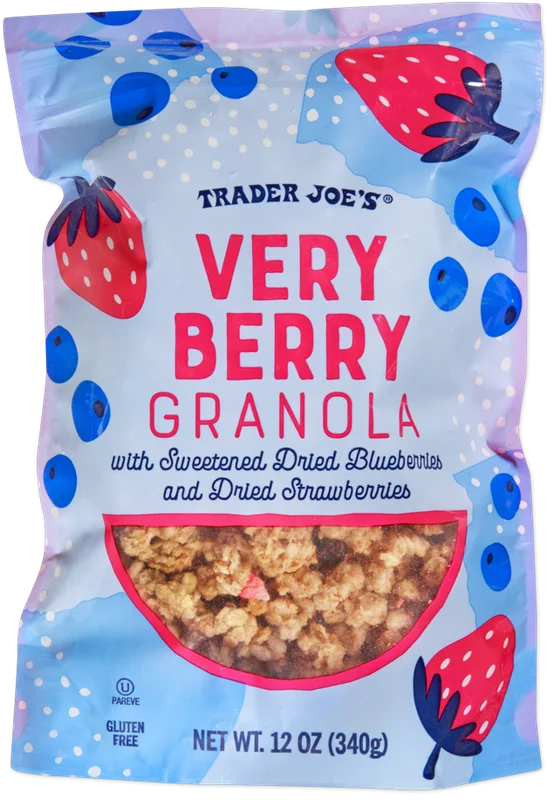 TRADER JOE'S®
VERY
BERRY
GRANOLA
with Sweetened Dried Blueberries
and Dried Strawberries
U
PAREVE
GLUTEN
FREE
NET WT. 12 OZ (340g)